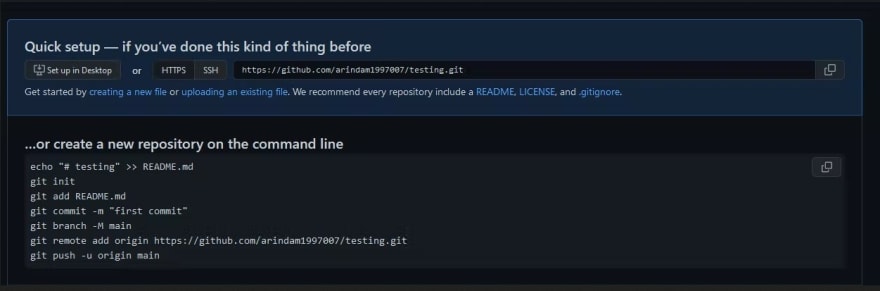 Quick setup — if you've done this kind of thing before
Set up in Desktop or HTTPS SSH https://github.com/arindam1997007/testing.git
Get started by creating a new file or uploading an existing file. We recommend every repository include a README, LICENSE, and .gitignore.
...or create a new repository on the command line
echo "# testing" >> README.md
git init
git add README.md
git commit -m "first commit"
git branch -M main
git remote add origin https://github.com/arindam1997007/testing.git
git push -u origin main